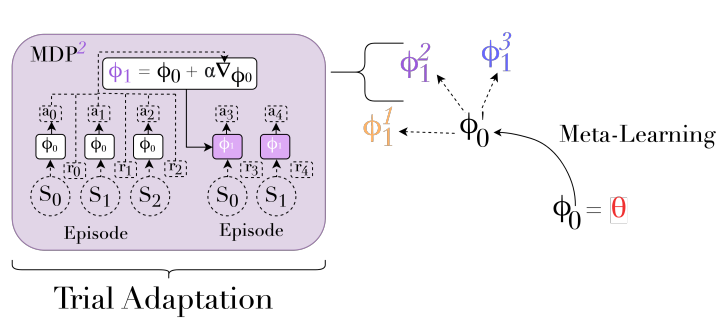 MDP²
ϕ₁ = ϕ₀ + α∇ϕ₀
a₀ a₁ a₂ a₃ a₄
ϕ₀ ϕ₀ ϕ₀ ϕ₁ ϕ₁
r₀ r₁ r₂ r₃ r₄
S₀ S₁ S₂ S₀ S₁
Episode Episode
Trial Adaptation
ϕ₁² ϕ₁³
ϕ₁¹ ϕ₀
Meta-Learning
ϕ₀ = θ